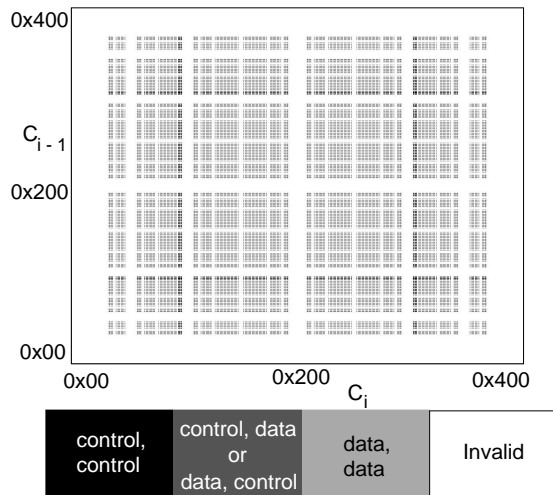 0x400
C i - 1
0x200
0x00
0x00
0x200
0x400
C i
control,
control
control, data
or
data, control
data,
data
Invalid